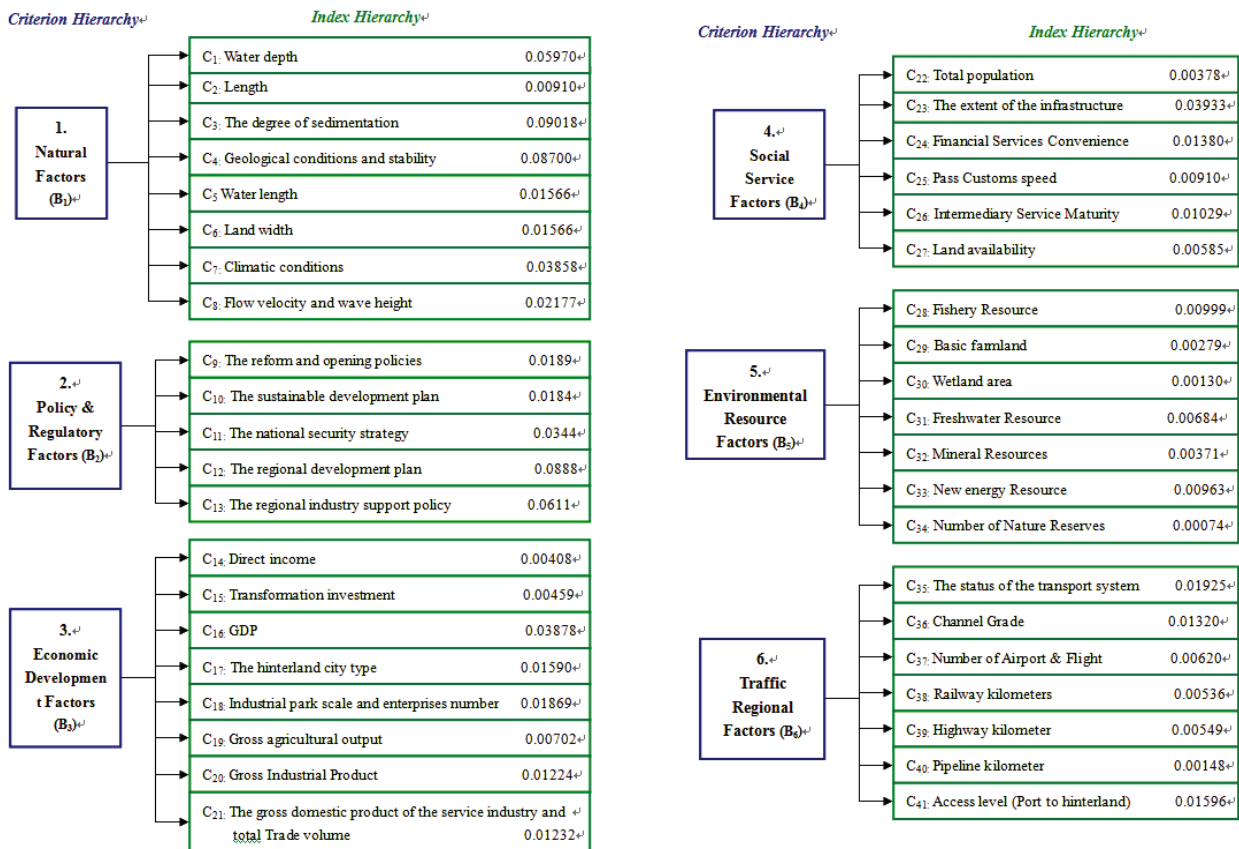 Criterion Hierarchy↵
Index Hierarchy↵
1.↵
Natural
Factors
(B₁)↵
C₁: Water depth 0.05970↵
C₂: Length 0.00910↵
C₃: The degree of sedimentation 0.09018↵
C₄: Geological conditions and stability 0.08700↵
C₅ Water length 0.01566↵
C₆: Land width 0.01566↵
C₇: Climatic conditions 0.03858↵
C₈: Flow velocity and wave height 0.02177↵
2.↵
Policy &
Regulatory
Factors (B₂)↵
C₉: The reform and opening policies 0.0189↵
C₁₀: The sustainable development plan 0.0184↵
C₁₁: The national security strategy 0.0344↵
C₁₂: The regional development plan 0.0888↵
C₁₃: The regional industry support policy 0.0611↵
3.↵
Economic
Developmen
t Factors
(B₃)↵
C₁₄: Direct income 0.00408↵
C₁₅: Transformation investment 0.00459↵
C₁₆: GDP 0.03878↵
C₁₇: The hinterland city type 0.01590↵
C₁₈: Industrial park scale and enterprises number 0.01869↵
C₁₉: Gross agricultural output 0.00702↵
C₂₀: Gross Industrial Product 0.01224↵
C₂₁: The gross domestic product of the service industry and ↵
total Trade volume 0.01232↵
Criterion Hierarchy↵
Index Hierarchy↵
4.↵
Social
Service
Factors (B₄)↵
C₂₂: Total population 0.00378↵
C₂₃: The extent of the infrastructure 0.03933↵
C₂₄: Financial Services Convenience 0.01380↵
C₂₅: Pass Customs speed 0.00910↵
C₂₆: Intermediary Service Maturity 0.01029↵
C₂₇: Land availability 0.00585↵
5.↵
Environmental
Resource
Factors (B₅)↵
C₂₈: Fishery Resource 0.00999↵
C₂₉: Basic farmland 0.00279↵
C₃₀: Wetland area 0.00130↵
C₃₁: Freshwater Resource 0.00684↵
C₃₂: Mineral Resources 0.00371↵
C₃₃: New energy Resource 0.00963↵
C₃₄: Number of Nature Reserves 0.00074↵
6.↵
Traffic
Regional
Factors (B₆)↵
C₃₅: The status of the transport system 0.01925↵
C₃₆: Channel Grade 0.01320↵
C₃₇: Number of Airport & Flight 0.00620↵
C₃₈: Railway kilometers 0.00536↵
C₃₉: Highway kilometer 0.00549↵
C₄₀: Pipeline kilometer 0.00148↵
C₄₁: Access level (Port to hinterland) 0.01596↵